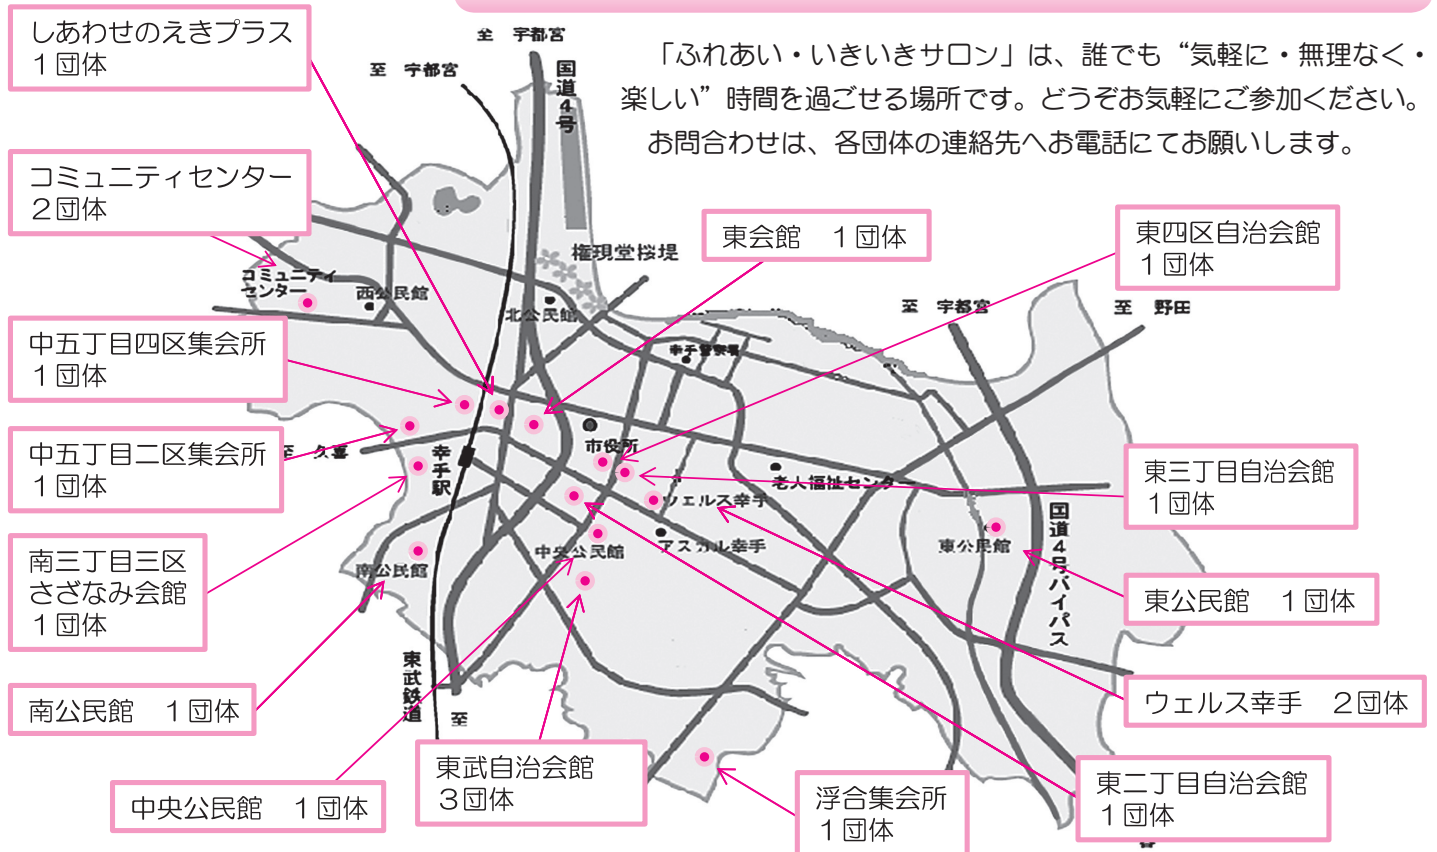 しあわせのえきプラス
1団体
至 宇都宮
至 宇都宮
国道4号
「ふれあい・いきいきサロン」は、誰でも“気軽に・無理なく・
楽しい”時間を過ごせる場所です。どうぞお気軽にご参加ください。
お問合わせは、各団体の連絡先へお電話にてお願いします。
コミュニティセンター
2団体
東会館 1団体
東四区自治会館
1団体
権現堂桜堤
コミュニティ
センター
西公民館
北公民館
至 宇都宮
至 野田
中五丁目四区集会所
1団体
幸手警察署
中五丁目二区集会所
1団体
至 久喜
幸手駅
市役所
老人福祉センター
東三丁目自治会館
1団体
ウェルス幸手
国道4号バイパス
南三丁目三区
さざなみ会館
1団体
中央公民館
アスカル幸手
東公民館
南公民館
東公民館 1団体
東武鉄道
至
南公民館 1団体
ウェルス幸手 2団体
東武自治会館
3団体
中央公民館 1団体
浮合集会所
1団体
東二丁目自治会館
1団体